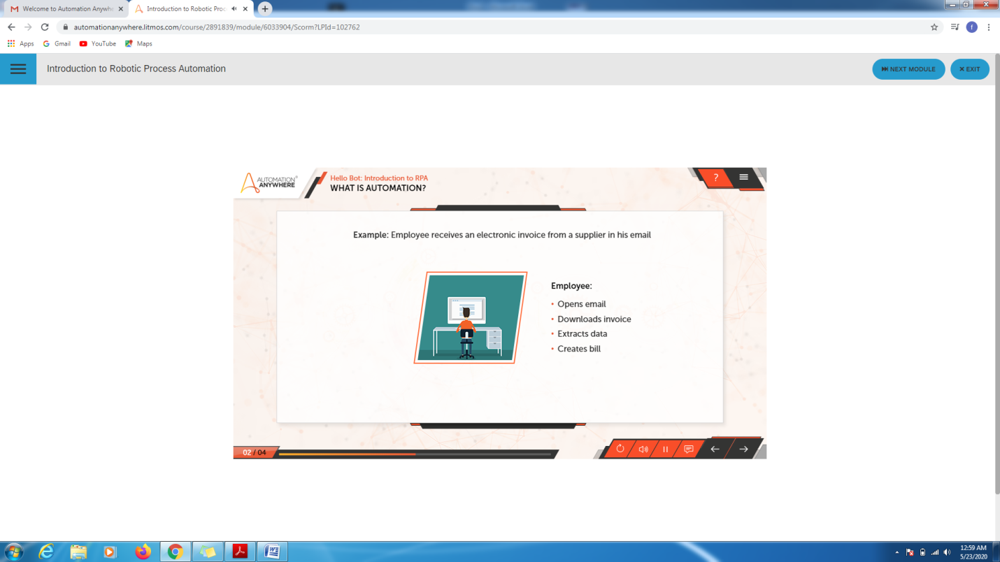 Welcome to Automation Anywhe
Introduction to Robotic Proc
automationanywhere.litmos.com/course/2891839/module/6033904/Scorm?LPId=102762
f
Apps
Gmail
YouTube
Maps
Introduction to Robotic Process Automation
NEXT MODULE
EXIT
AUTOMATION®
ANYWHERE
Hello Bot: Introduction to RPA
WHAT IS AUTOMATION?
?
Example: Employee receives an electronic invoice from a supplier in his email
Employee:
• Opens email
• Downloads invoice
• Extracts data
• Creates bill
02 / 04
12:59 AM
5/23/2020